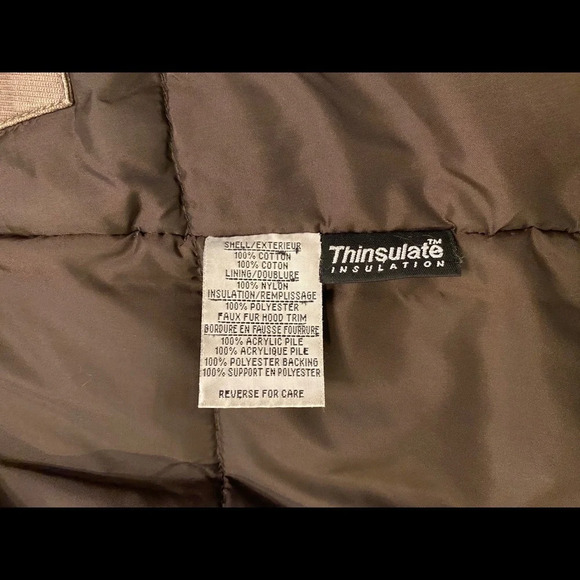 SHELL/EXTERIEUR
100% COTTON
100% COTON
LINING/DOUBLURE
100% NYLON
INSULATION/REMPLISSAGE
100% POLYESTER
FAUX FUR HOOD TRIM
BORDURE EN FAUSSE FOURRURE
100% ACRYLIC PILE
100% ACRYLIQUE PILE
100% POLYESTER BACKING
100% SUPPORT EN POLYESTER
REVERSE FOR CARE
Thinsulate™
INSULATION